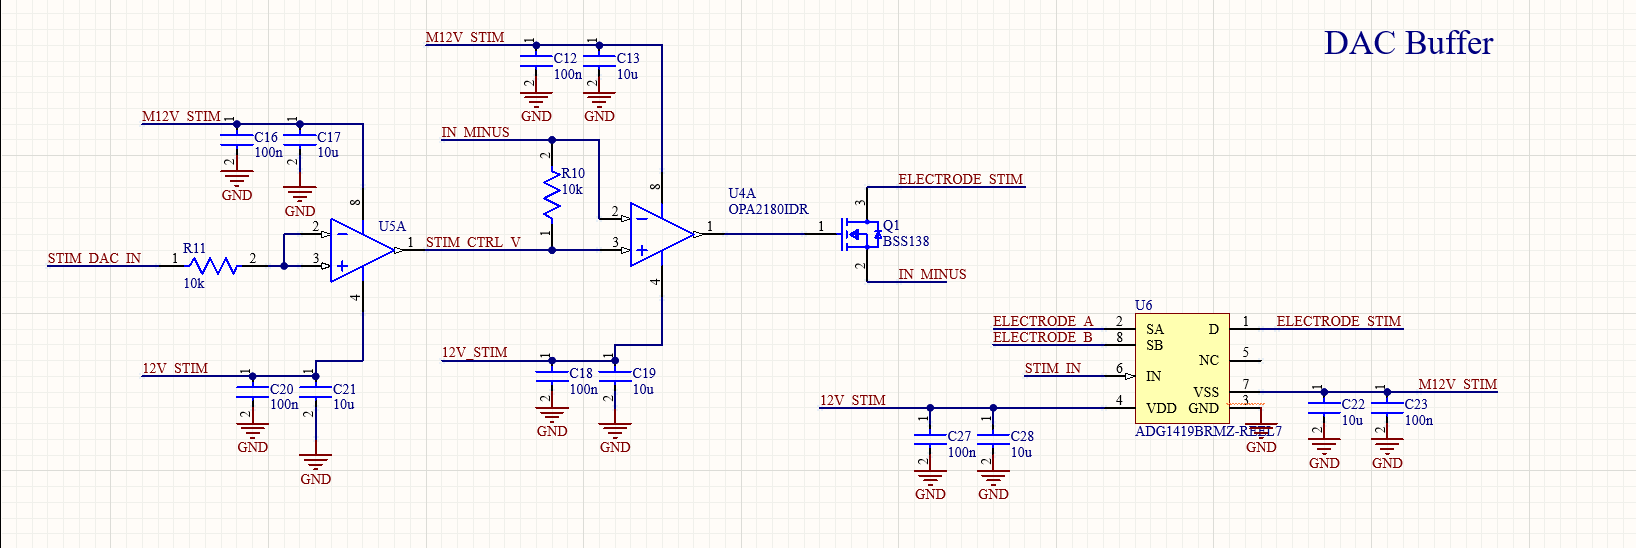 DAC Buffer
M12V_STIM
1
1
C12
100n
C13
10u
2
2
GND
GND
M12V_STIM
1
1
C16
100n
C17
10u
2
2
GND
GND
IN_MINUS
2
R10
10k
1
8
U5A
2
3
1
4
STIM_DAC_IN
1
R11
2
10k
STIM_CTRL_V
8
U4A
OPA2180IDR
2
3
1
4
ELECTRODE_STIM
3
1
Q1
BSS138
2
IN_MINUS
12V_STIM
1
1
C20
100n
C21
10u
2
2
GND
GND
12V_STIM
1
1
C18
100n
C19
10u
2
2
GND
GND
U6
ELECTRODE_A
2
SA
D
1
ELECTRODE_STIM
ELECTRODE_B
8
SB
NC
5
STIM_IN
6
IN
VSS
7
M12V_STIM
12V_STIM
4
VDD
GND
3
ADG1419BRMZ-REEL7
GND
1
1
C22
10u
C23
100n
2
2
GND
GND
1
1
C27
100n
C28
10u
2
2
GND
GND